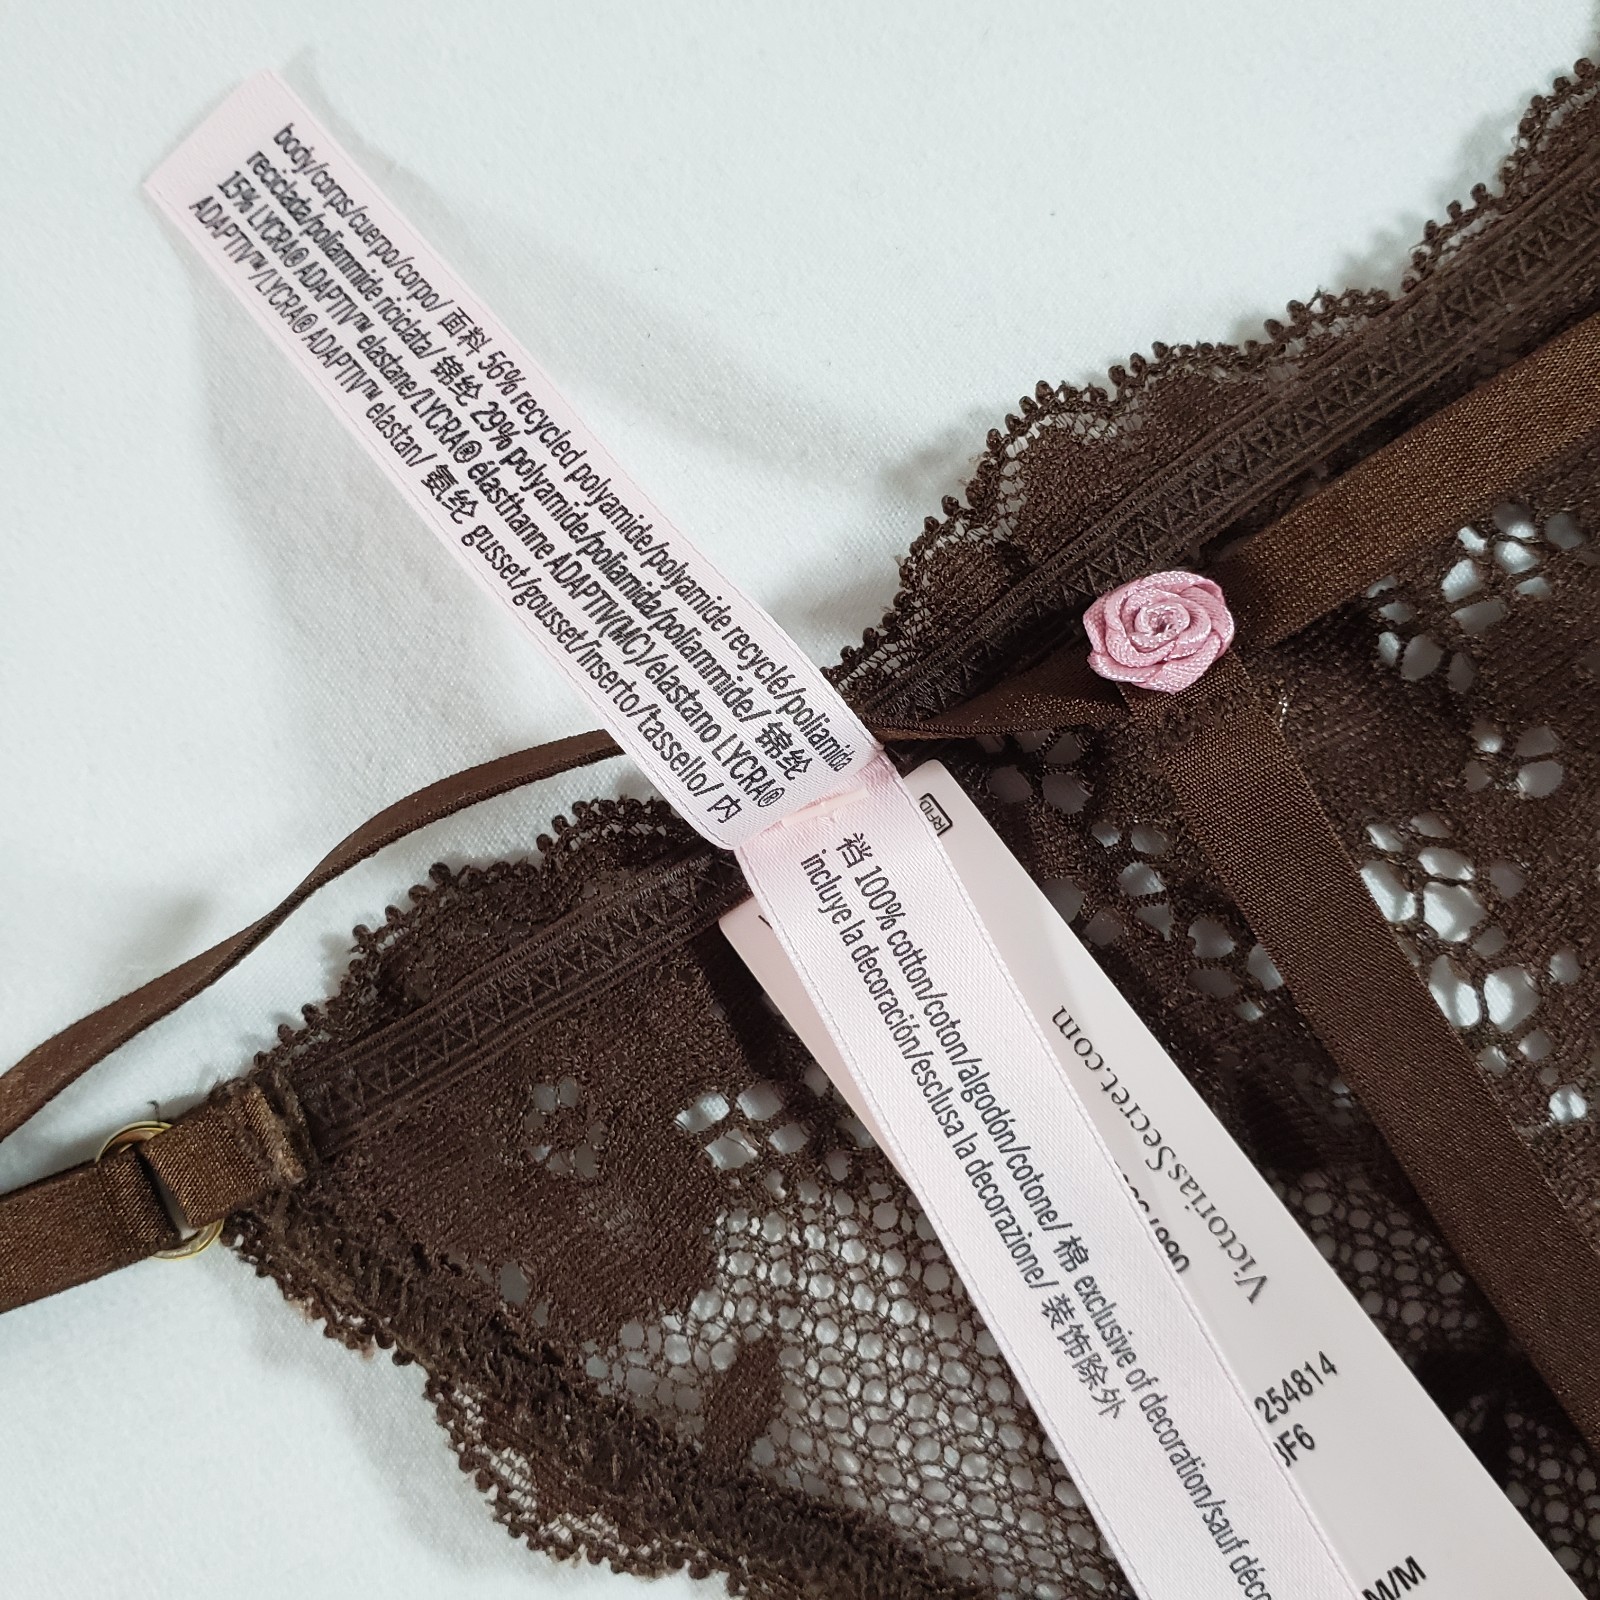 body/corps/cuerpo/corpo/ 面料 56% recycled polyamide/polyamide recyclé/poliamida
reciclada/poliammide riciclata/ 锦纶 29% polyamide/poliamida/poliammide/ 锦纶
15% LYCRA® ADAPTIV™ elastane/LYCRA® élasthanne ADAPTIV(MC)/elastano LYCRA®
ADAPTIV™/LYCRA® ADAPTIV™ elastan/ 氨纶 gusset/gousset/inserto/tassello/ 内
裆 100% cotton/coton/algodón/cotone/ 棉 exclusive of decoration/sauf
incluye la decoración/esclusa la decorazione/ 装饰除外
RFID
VictoriasSecret.com
254814
M/M